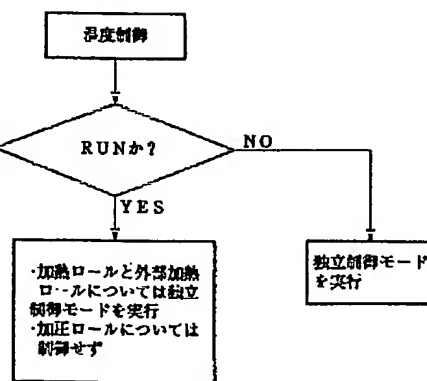 温度制御
RUNか?
NO
YES
・加熱ロールと外部加熱
ロールについては独立
制御モードを実行
・加圧ロールについては
制御せず
独立制御モード
を実行